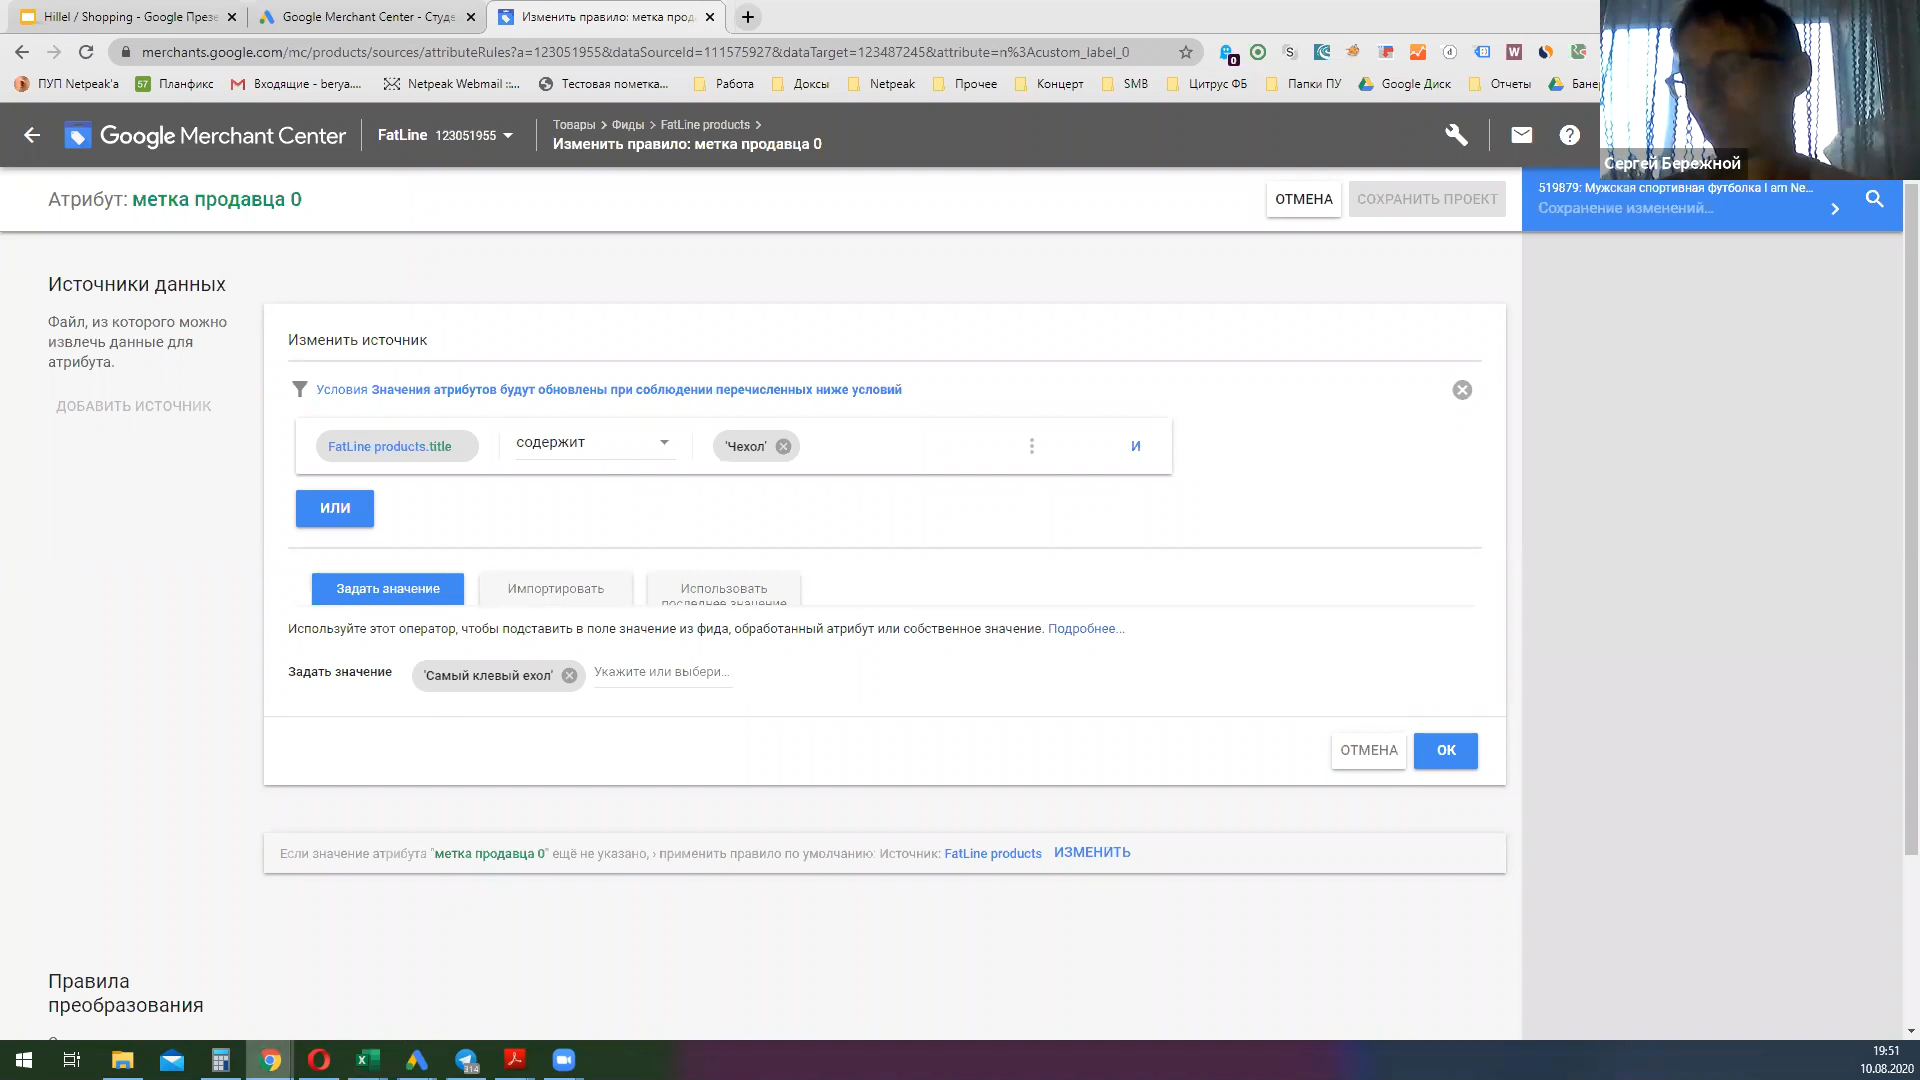 Hillel / Shopping - Google През
Google Merchant Center - Студ
Изменить правило: метка прод
merchants.google.com/mc/products/sources/attributeRules?a=123051955&dataSourceId=111575927&dataTarget=123487245&attribute=n%3Acustom_label_0
ПУП Netpeak'a
57
Планфикс
Входящие - berya....
Netpeak Webmail ::...
Тестовая пометка...
Работа
Доксы
Netpeak
Прочее
Концерт
SMB
Цитрус ФБ
Папки ПУ
Google Диск
Отчеты
Бане
Google Merchant Center
FatLine 123051955
Товары > Фиды > FatLine products >
Изменить правило: метка продавца 0
Сергей Бережной
Атрибут: метка продавца 0
ОТМЕНА
СОХРАНИТЬ ПРОЕКТ
519879: Мужская спортивная футболка I am Ne...
Сохранение изменений...
Источники данных
Файл, из которого можно
извлечь данные для
атрибута.
ДОБАВИТЬ ИСТОЧНИК
Изменить источник
Условия Значения атрибутов будут обновлены при соблюдении перечисленных ниже условий
FatLine products.title
содержит
'Чехол'
И
ИЛИ
Задать значение
Импортировать
Использовать
последнее значение
Используйте этот оператор, чтобы подставить в поле значение из фида, обработанный атрибут или собственное значение. Подробнее...
Задать значение
'Самый клевый ехол'
Укажите или выбери...
ОТМЕНА
ОК
Если значение атрибута "метка продавца 0" ещё не указано, › применить правило по умолчанию: Источник: FatLine products ИЗМЕНИТЬ
Правила
преобразования
314
19:51
10.08.2020